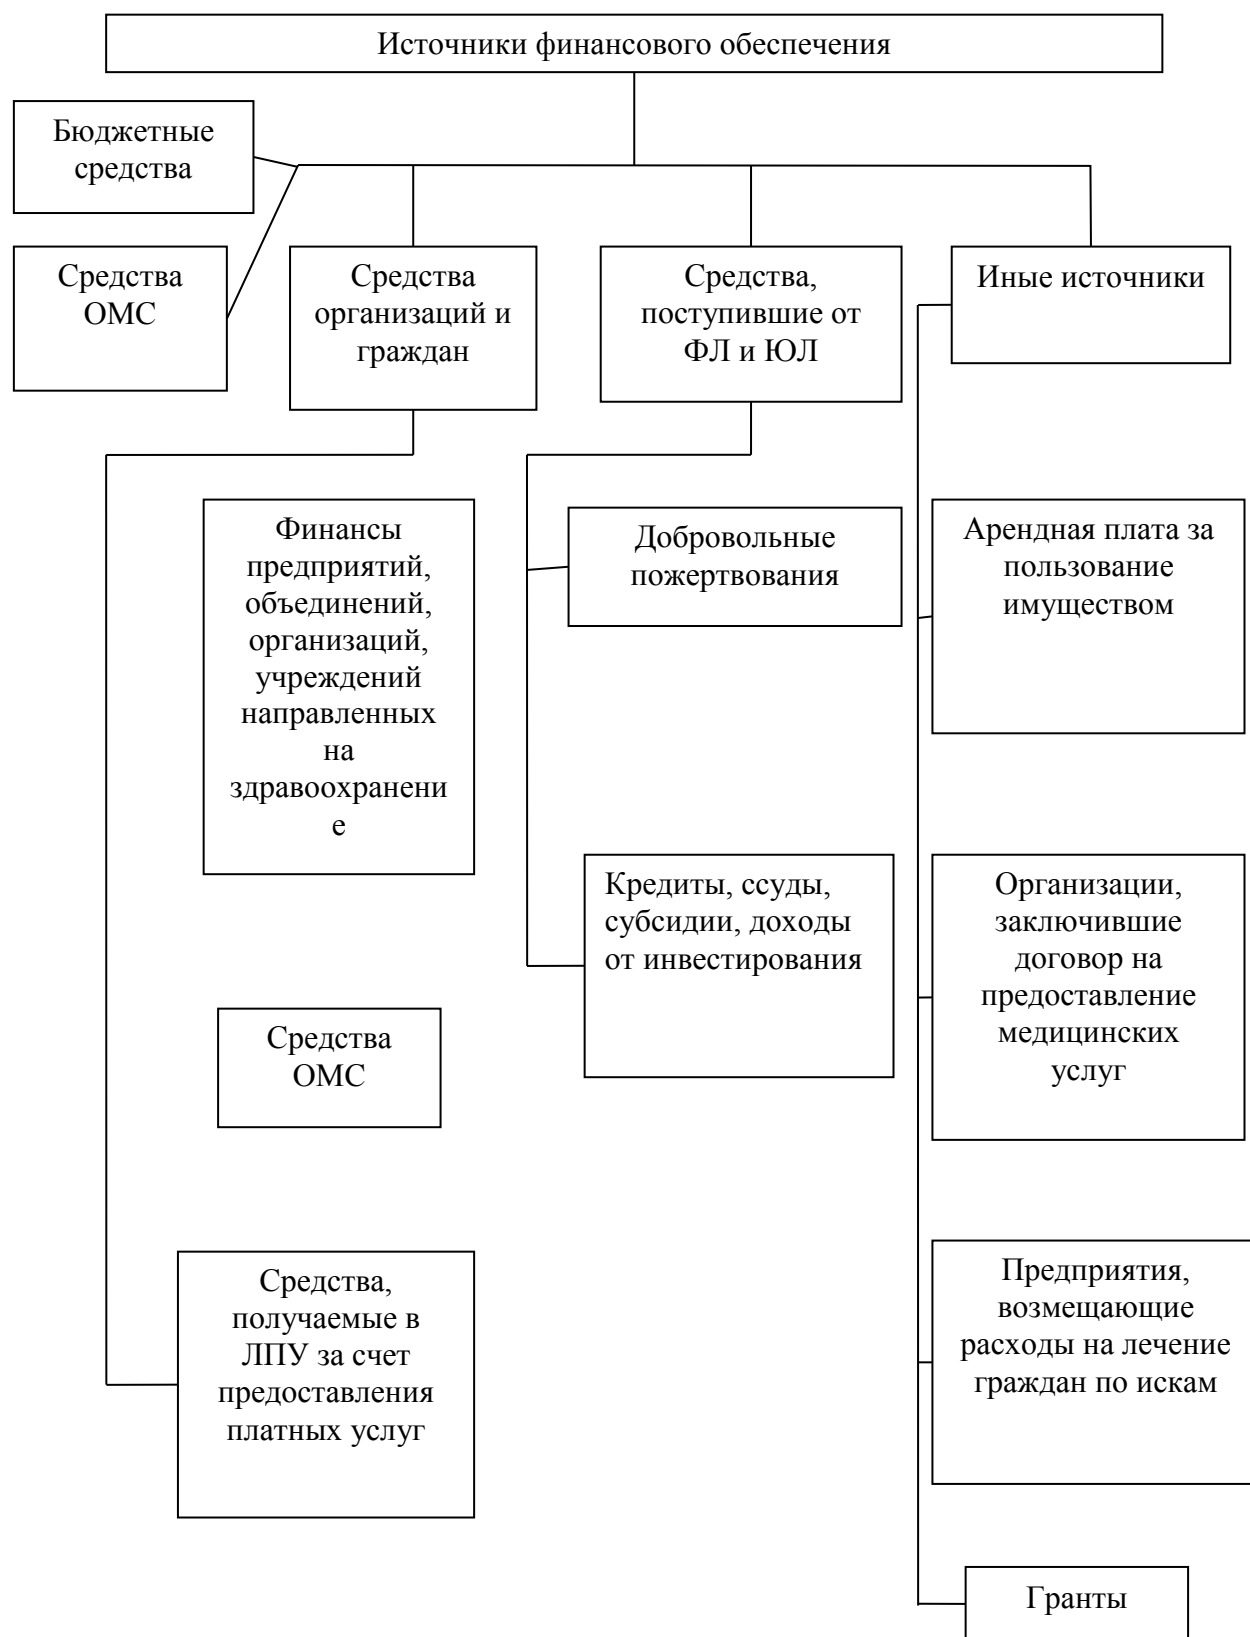 Источники финансового обеспечения
Бюджетные
средства
Средства
ОМС
Средства
организаций и
граждан
Средства,
поступившие от
ФЛ и ЮЛ
Иные источники
Финансы
предприятий,
объединений,
организаций,
учреждений
направленных
на
здравоохранени
е
Добровольные
пожертвования
Арендная плата за
пользование
имуществом
Кредиты, ссуды,
субсидии, доходы
от инвестирования
Организации,
заключившие
договор на
предоставление
медицинских
услуг
Средства
ОМС
Средства,
получаемые в
ЛПУ за счет
предоставления
платных услуг
Предприятия,
возмещающие
расходы на лечение
граждан по искам
Гранты